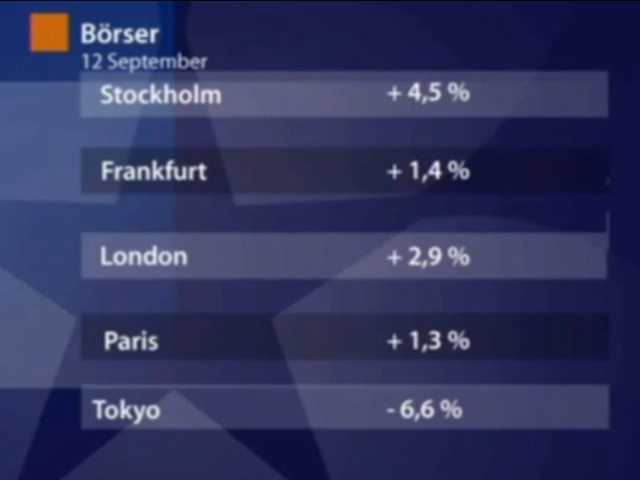 Börser
12 September
Stockholm + 4,5 %
Frankfurt + 1,4 %
London + 2,9 %
Paris + 1,3 %
Tokyo - 6,6 %